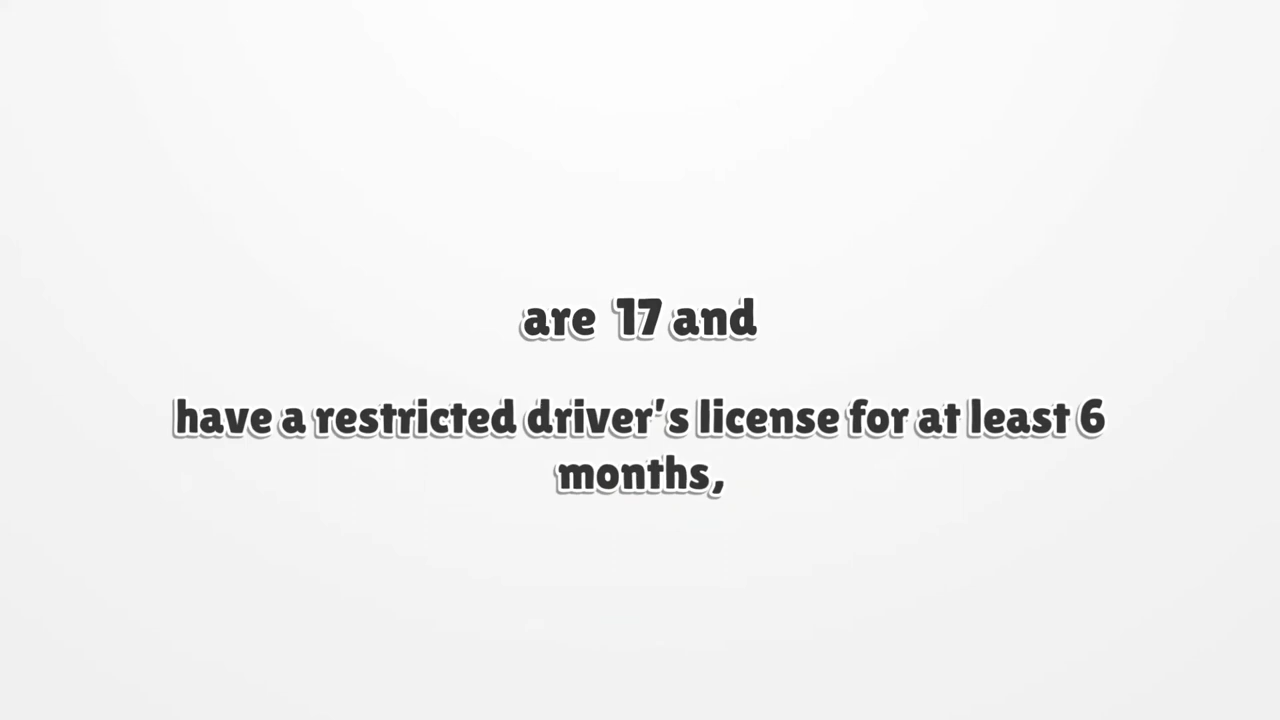 are 17 and
have a restricted driver's license for at least 6
months,